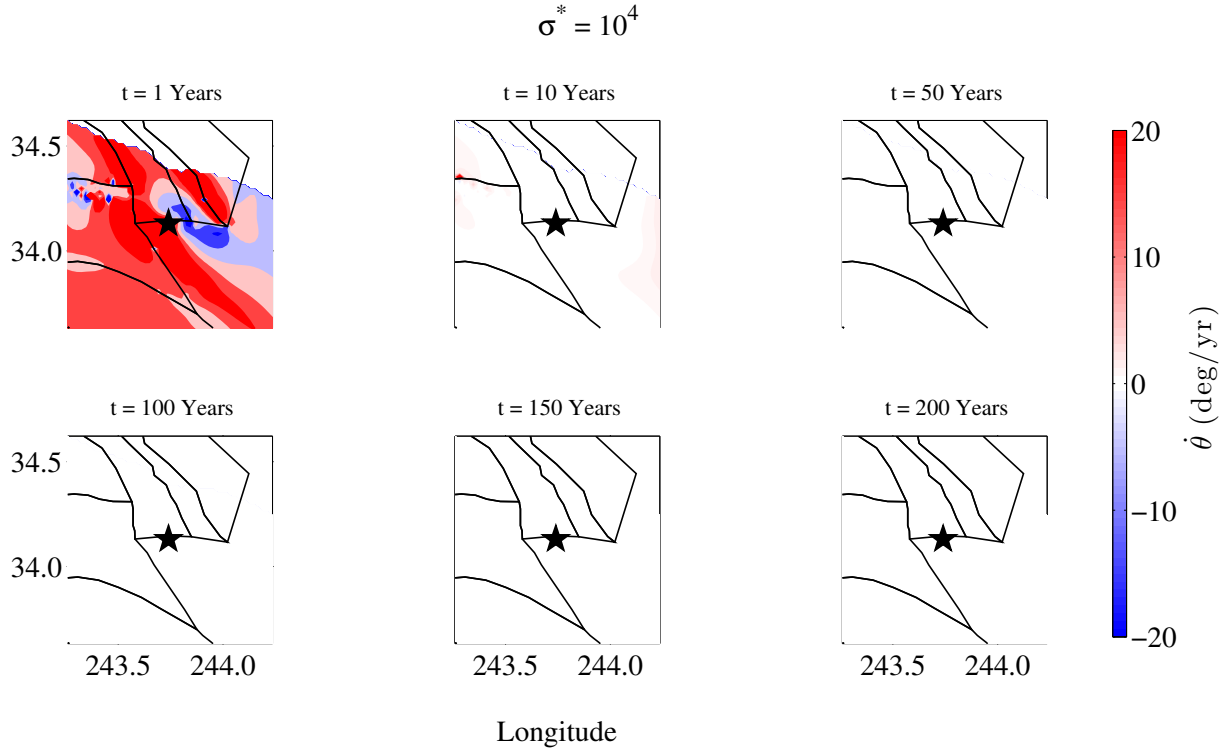 σ* = 10⁴
t = 1 Years
t = 10 Years
t = 50 Years
34.5
34.0
t = 100 Years
t = 150 Years
t = 200 Years
34.5
34.0
243.5 244.0
243.5 244.0
243.5 244.0
Longitude
20
10
0
−10
−20
θ̇ (deg/yr)